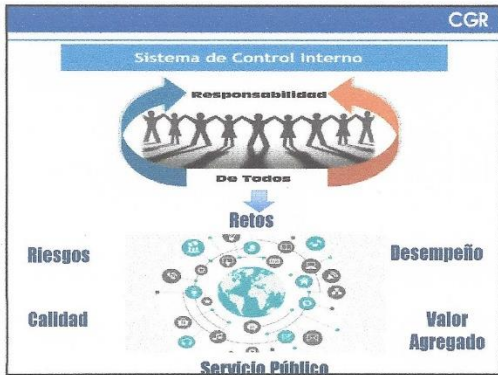 CGR
Sistema de Control Interno
Responsabilidad
De Todos
Retos
Riesgos
Desempeño
Calidad
Valor
Agregado
Servicio Público